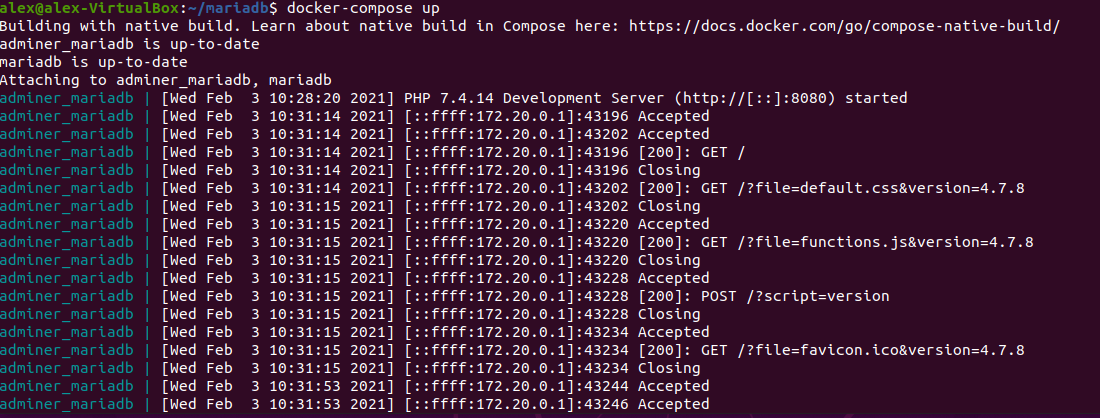 alex@alex-VirtualBox:~/mariadb$ docker-compose up
Building with native build. Learn about native build in Compose here: https://docs.docker.com/go/compose-native-build/
adminer_mariadb is up-to-date
mariadb is up-to-date
Attaching to adminer_mariadb, mariadb
adminer_mariadb | [Wed Feb  3 10:28:20 2021] PHP 7.4.14 Development Server (http://[::]:8080) started
adminer_mariadb | [Wed Feb  3 10:31:14 2021] [::ffff:172.20.0.1]:43196 Accepted
adminer_mariadb | [Wed Feb  3 10:31:14 2021] [::ffff:172.20.0.1]:43202 Accepted
adminer_mariadb | [Wed Feb  3 10:31:14 2021] [::ffff:172.20.0.1]:43196 [200]: GET /
adminer_mariadb | [Wed Feb  3 10:31:14 2021] [::ffff:172.20.0.1]:43196 Closing
adminer_mariadb | [Wed Feb  3 10:31:14 2021] [::ffff:172.20.0.1]:43202 [200]: GET /?file=default.css&version=4.7.8
adminer_mariadb | [Wed Feb  3 10:31:15 2021] [::ffff:172.20.0.1]:43202 Closing
adminer_mariadb | [Wed Feb  3 10:31:15 2021] [::ffff:172.20.0.1]:43220 Accepted
adminer_mariadb | [Wed Feb  3 10:31:15 2021] [::ffff:172.20.0.1]:43220 [200]: GET /?file=functions.js&version=4.7.8
adminer_mariadb | [Wed Feb  3 10:31:15 2021] [::ffff:172.20.0.1]:43220 Closing
adminer_mariadb | [Wed Feb  3 10:31:15 2021] [::ffff:172.20.0.1]:43228 Accepted
adminer_mariadb | [Wed Feb  3 10:31:15 2021] [::ffff:172.20.0.1]:43228 [200]: POST /?script=version
adminer_mariadb | [Wed Feb  3 10:31:15 2021] [::ffff:172.20.0.1]:43228 Closing
adminer_mariadb | [Wed Feb  3 10:31:15 2021] [::ffff:172.20.0.1]:43234 Accepted
adminer_mariadb | [Wed Feb  3 10:31:15 2021] [::ffff:172.20.0.1]:43234 [200]: GET /?file=favicon.ico&version=4.7.8
adminer_mariadb | [Wed Feb  3 10:31:15 2021] [::ffff:172.20.0.1]:43234 Closing
adminer_mariadb | [Wed Feb  3 10:31:53 2021] [::ffff:172.20.0.1]:43244 Accepted
adminer_mariadb | [Wed Feb  3 10:31:53 2021] [::ffff:172.20.0.1]:43246 Accepted